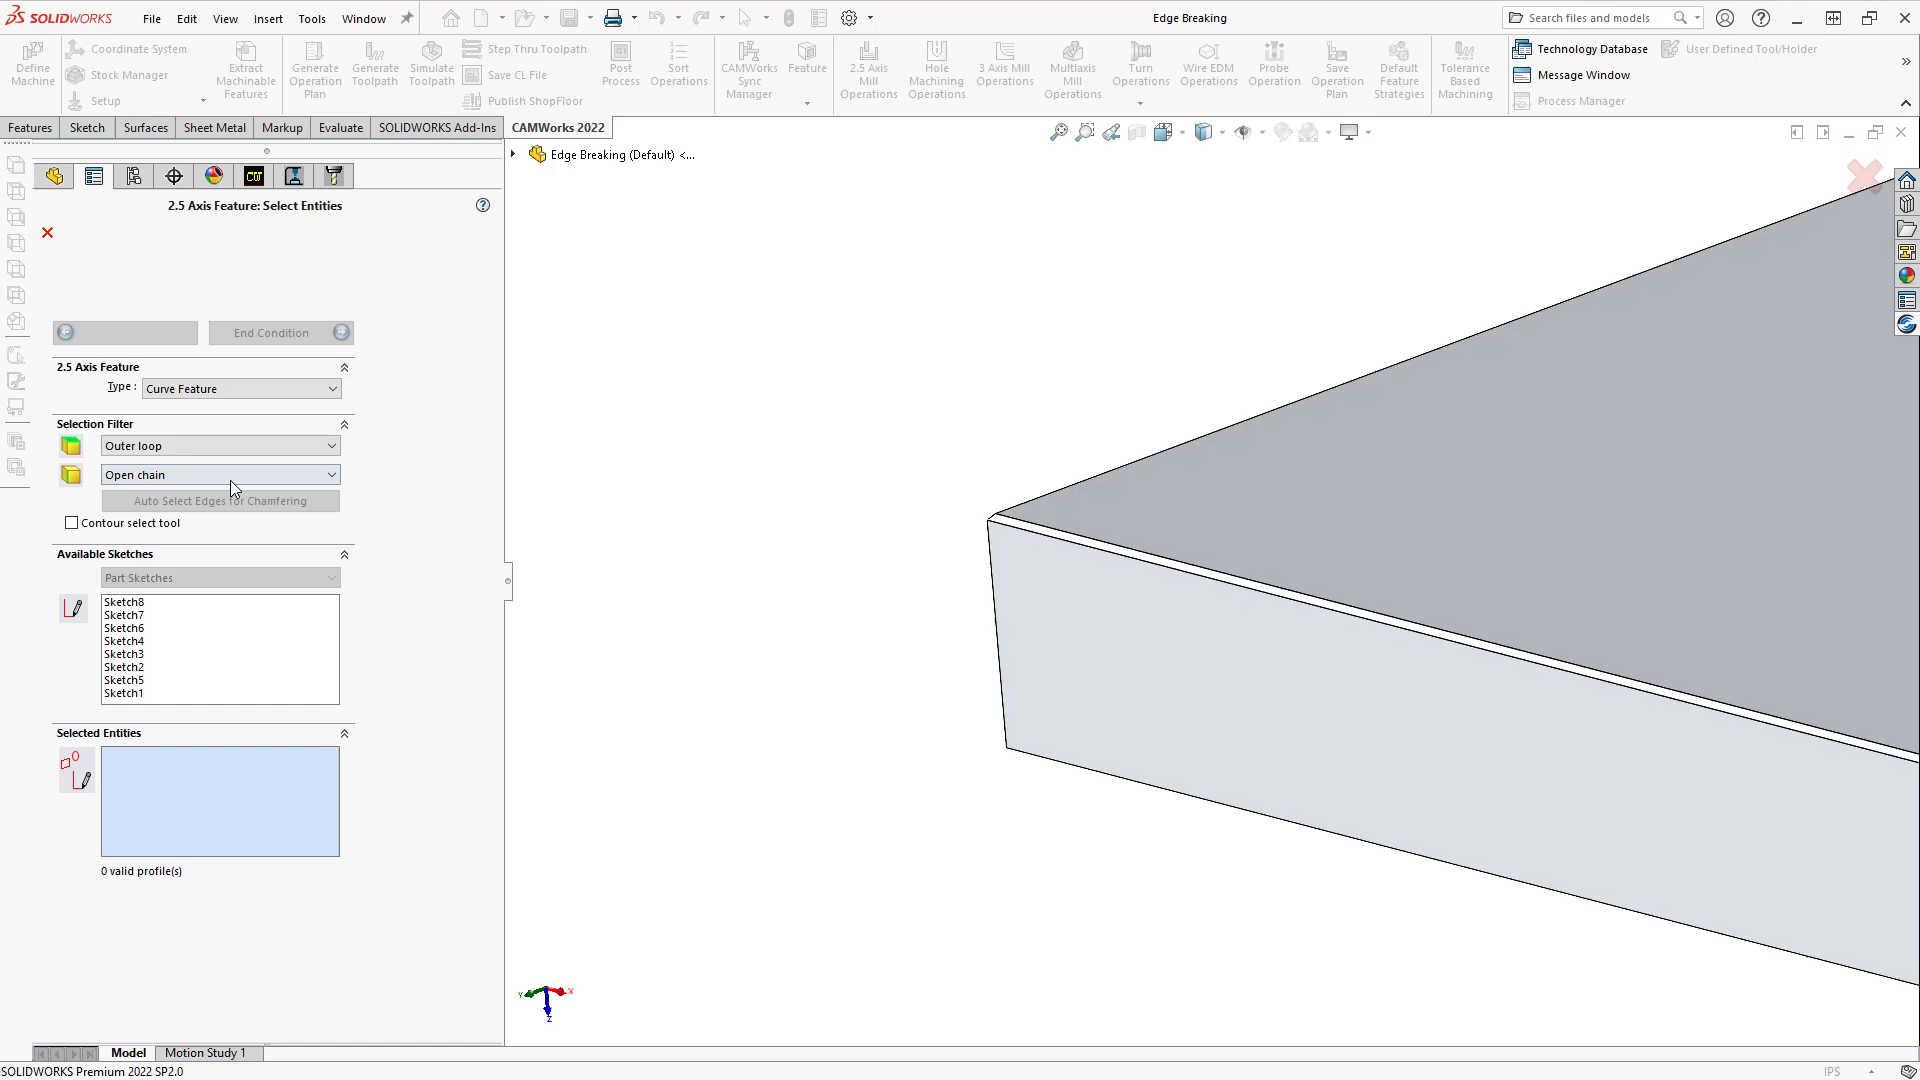 SOLIDWORKS File Edit View Insert Tools Window Edge Breaking Search files and models
Define Machine
Coordinate System
Stock Manager
Setup
Extract Machinable Features
Generate Operation Plan
Generate Toolpath
Simulate Toolpath
Step Thru Toolpath
Save CL File
Publish ShopFloor
Post Process
Sort Operations
CAMWorks Sync Manager
Feature
2.5 Axis Mill Operations
Hole Machining Operations
3 Axis Mill Operations
Multiaxis Mill Operations
Turn Operations
Wire EDM Operations
Probe Operation
Save Operation Plan
Default Feature Strategies
Tolerance Based Machining
Technology Database
User Defined Tool/Holder
Message Window
Process Manager
Features Sketch Surfaces Sheet Metal Markup Evaluate SOLIDWORKS Add-Ins CAMWorks 2022
Edge Breaking (Default) <...
CW
2.5 Axis Feature: Select Entities
End Condition
2.5 Axis Feature
Type : Curve Feature
Selection Filter
Outer loop
Open chain
Auto Select Edges for Chamfering
Contour select tool
Available Sketches
Part Sketches
Sketch8
Sketch7
Sketch6
Sketch4
Sketch3
Sketch2
Sketch5
Sketch1
Selected Entities
0 valid profile(s)
Y X
Z
Model Motion Study 1
SOLIDWORKS Premium 2022 SP2.0 IPS